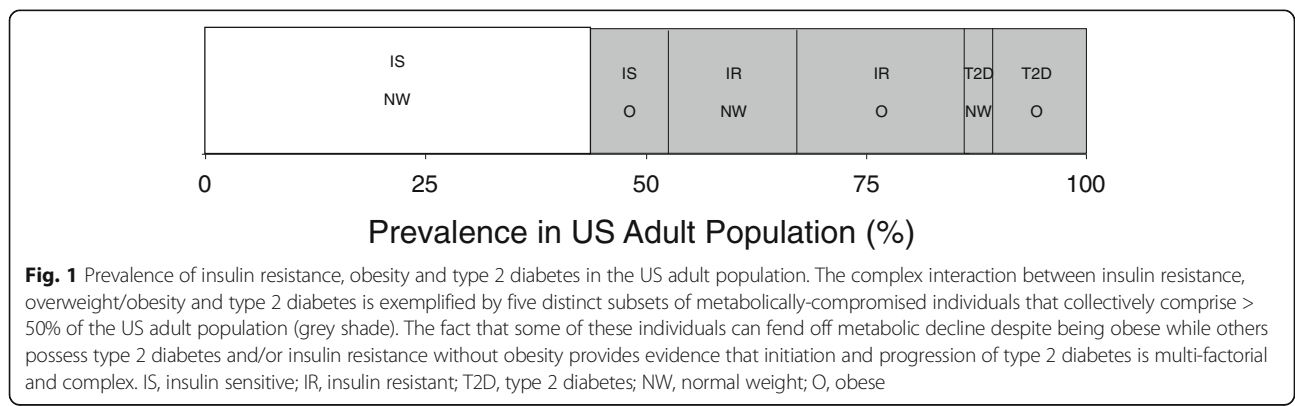 IS IS IR IR T2D T2D
NW O NW O NW O
0 25 50 75 100
Prevalence in US Adult Population (%)
Fig. 1 Prevalence of insulin resistance, obesity and type 2 diabetes in the US adult population. The complex interaction between insulin resistance,
overweight/obesity and type 2 diabetes is exemplified by five distinct subsets of metabolically-compromised individuals that collectively comprise >
50% of the US adult population (grey shade). The fact that some of these individuals can fend off metabolic decline despite being obese while others
possess type 2 diabetes and/or insulin resistance without obesity provides evidence that initiation and progression of type 2 diabetes is multi-factorial
and complex. IS, insulin sensitive; IR, insulin resistant; T2D, type 2 diabetes; NW, normal weight; O, obese